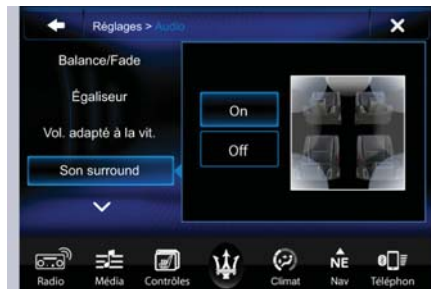 Réglages > Audio
Balance/Fade
Égaliseur
Vol. adapté à la vit.
Son surround
On
Off
Radio
Média
Contrôles
Climat
NE
Nav
Téléphon